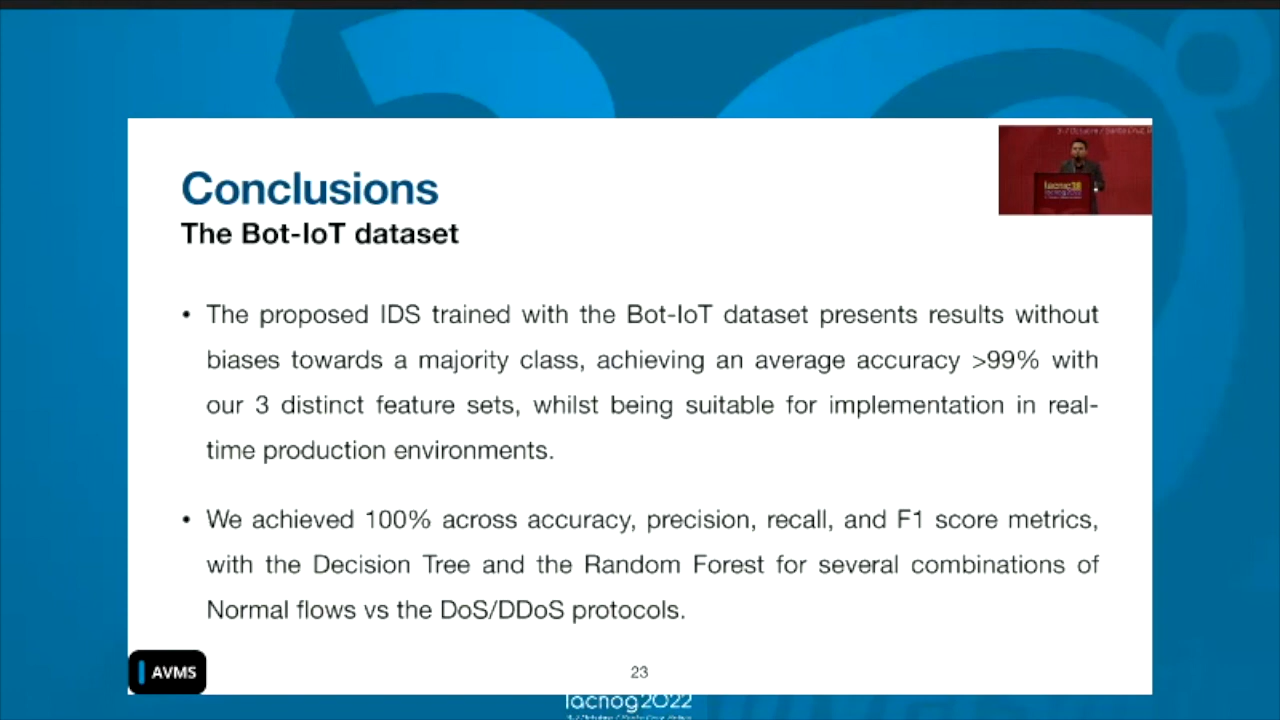 Conclusions
The Bot-IoT dataset
• The proposed IDS trained with the Bot-IoT dataset presents results without
biases towards a majority class, achieving an average accuracy >99% with
our 3 distinct feature sets, whilst being suitable for implementation in real-
time production environments.
• We achieved 100% across accuracy, precision, recall, and F1 score metrics,
with the Decision Tree and the Random Forest for several combinations of
Normal flows vs the DoS/DDoS protocols.
AVMS
23
lacnog2022